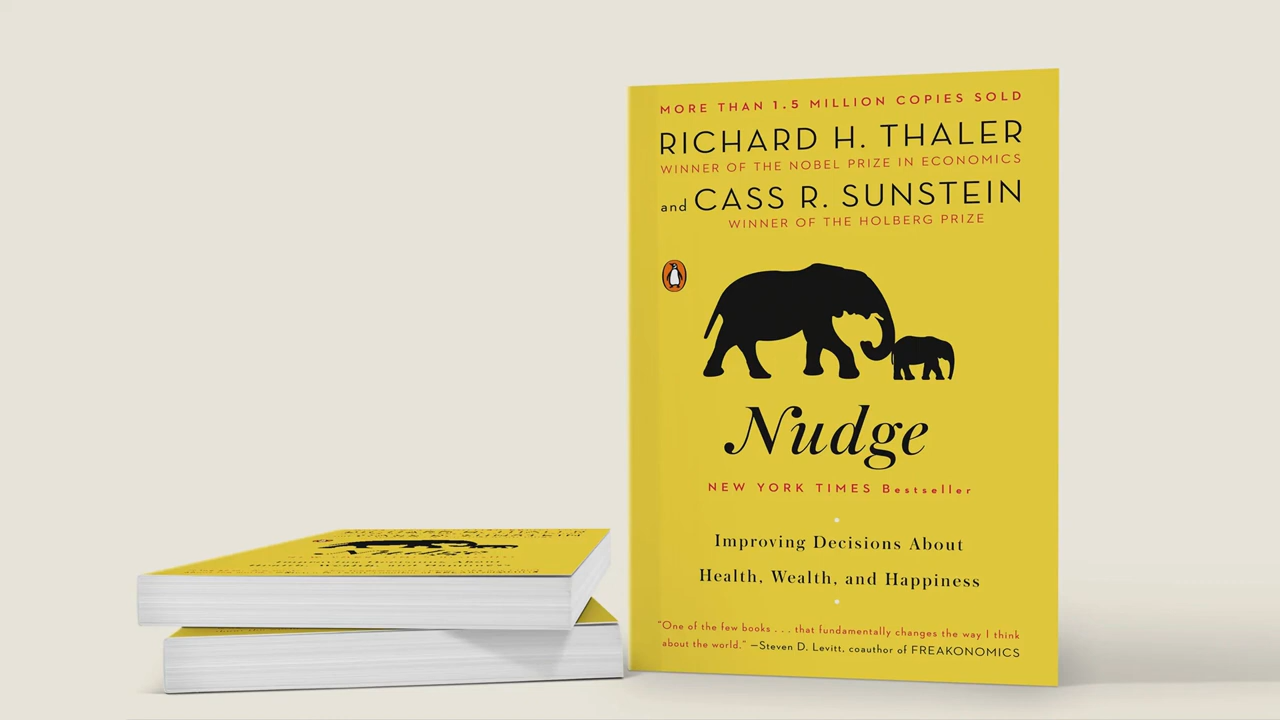 MORE THAN 1.5 MILLION COPIES SOLD
RICHARD H. THALER
WINNER OF THE NOBEL PRIZE IN ECONOMICS
and CASS R. SUNSTEIN
WINNER OF THE HOLBERG PRIZE
Nudge
NEW YORK TIMES Bestseller
Improving Decisions About
Health, Wealth, and Happiness
“One of the few books . . . that fundamentally changes the way I think
about the world.” —Steven D. Levitt, coauthor of FREAKONOMICS
Nudge